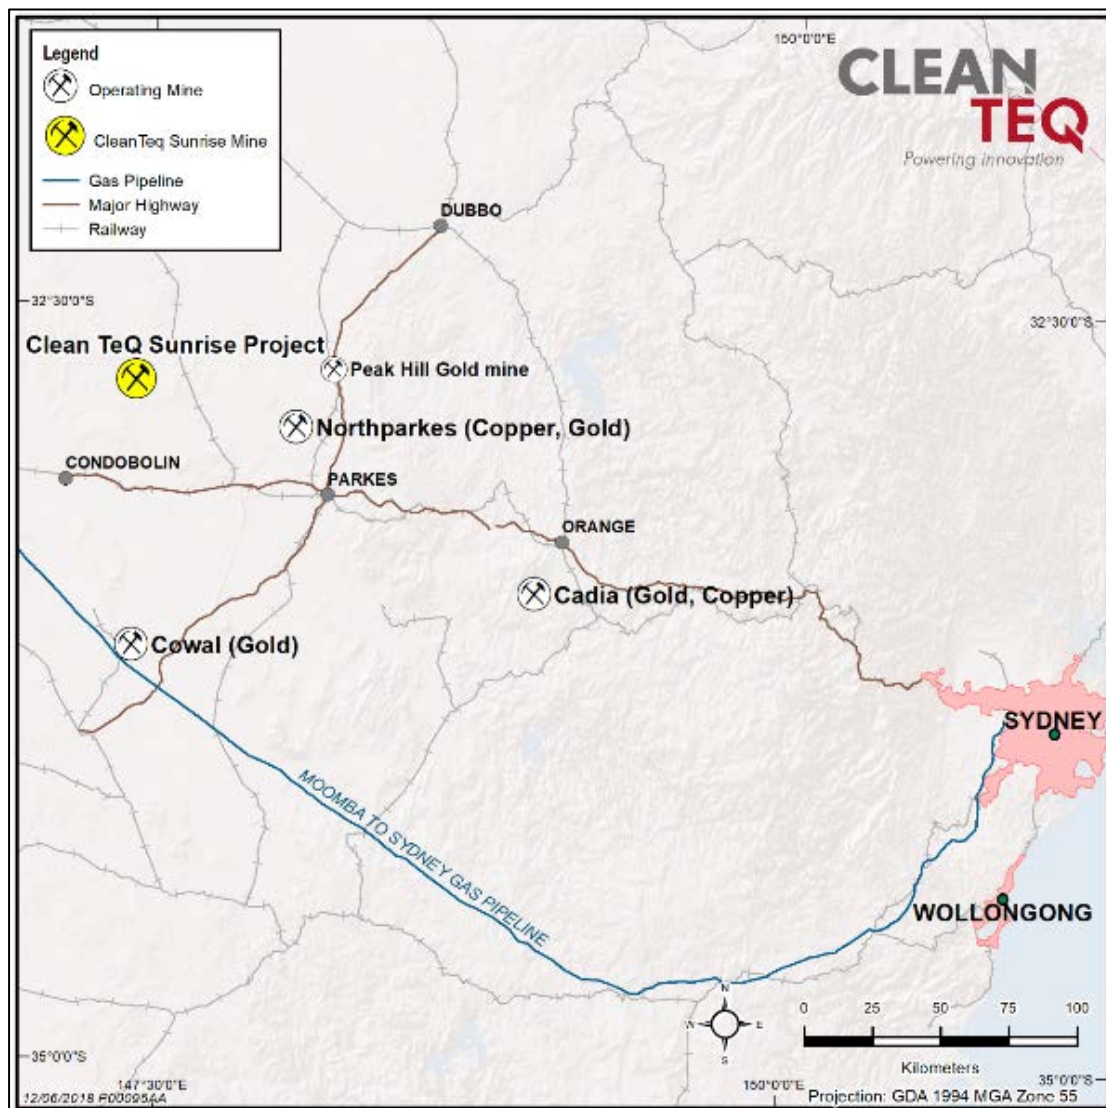 Legend
Operating Mine
CleanTeq Sunrise Mine
Gas Pipeline
Major Highway
Railway
150°0'0"E
CLEAN
TEQ
Powering innovation
DUBBO
32°30'0"S
32°30'0"S
Clean TeQ Sunrise Project
Peak Hill Gold mine
Northparkes (Copper, Gold)
CONDOBOLIN
PARKES
ORANGE
Cadia (Gold, Copper)
Cowal (Gold)
SYDNEY
MOOMBA TO SYDNEY GAS PIPELINE
WOLLONGONG
N
W E
S
0 25 50 75 100
Kilometers
35°0'0"S
147°30'0"E
150°0'0"E
35°0'0"S
12/06/2018
Projection: GDA 1994 MGA Zone 55